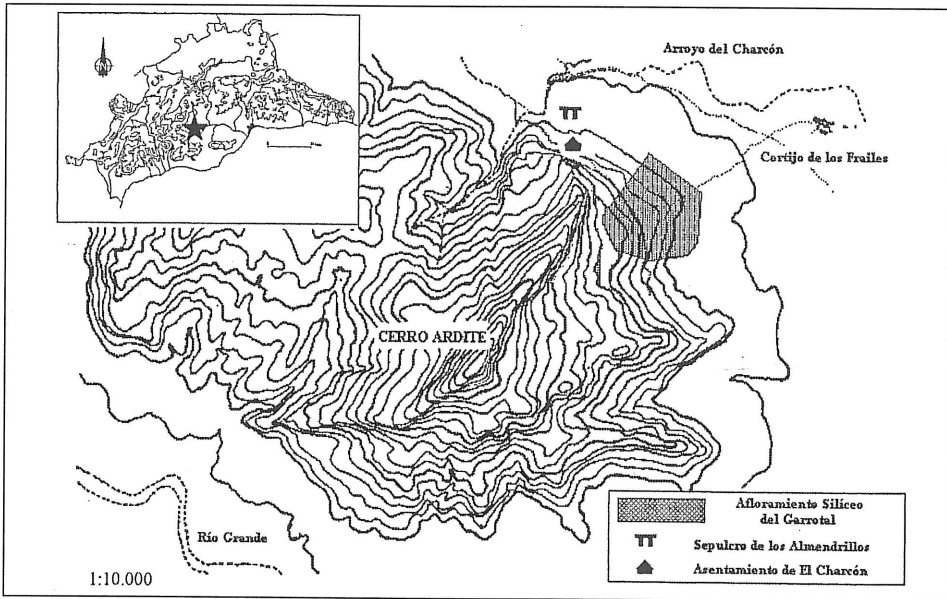 Arroyo del Charcón
Cortijo de los Frailes
CERRO ARDITE
Río Grande
1:10.000
Afloramiento Silíceo
del Garrotal
Sepulcro de los Almendrillos
Asentamiento de El Charcón